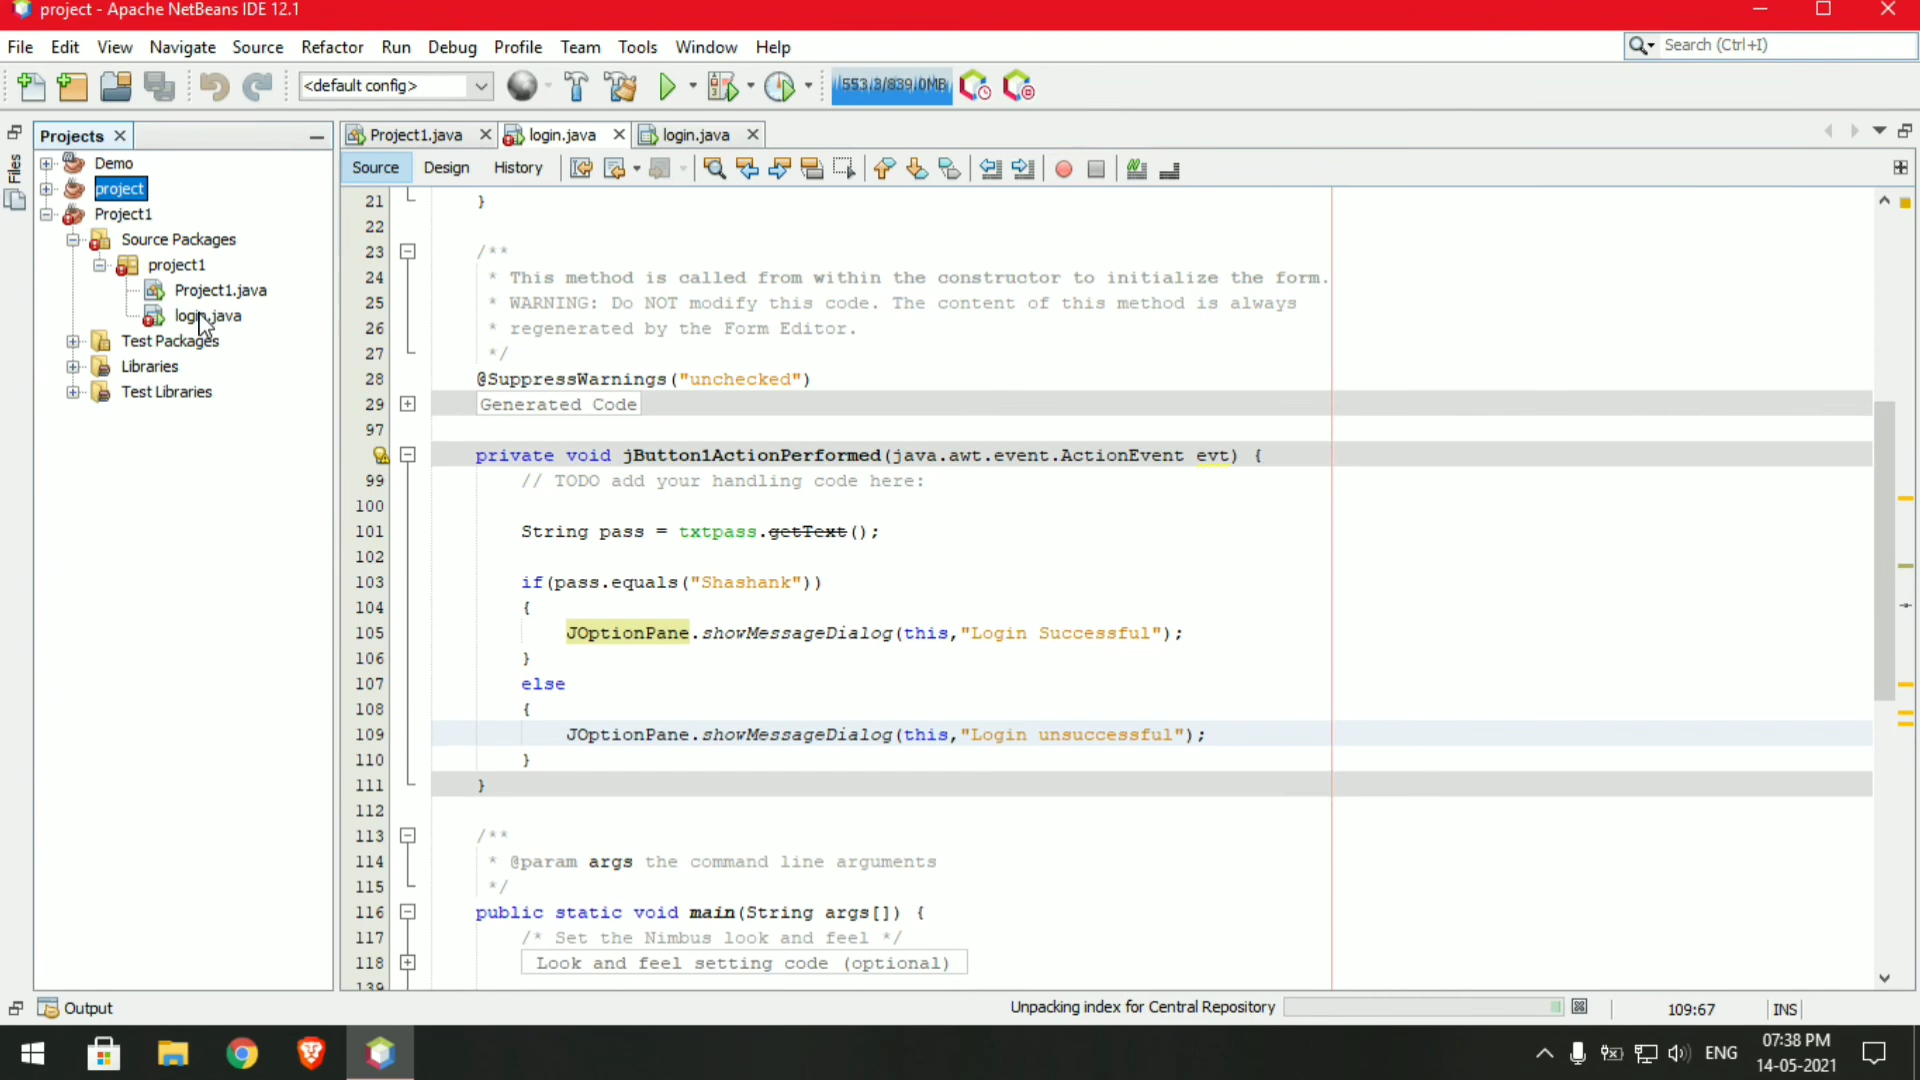 project - Apache NetBeans IDE 12.1
File Edit View Navigate Source Refactor Run Debug Profile Team Tools Window Help
Search (Ctrl+I)
<default config>
553.3/839.0MB
Files
Projects
Project1.java
login.java
login.java
Source Design History
Demo
project
Project1
Source Packages
project1
Project1.java
login.java
Test Packages
Libraries
Test Libraries
21 }
22
23 /**
24 * This method is called from within the constructor to initialize the form.
25 * WARNING: Do NOT modify this code. The content of this method is always
26 * regenerated by the Form Editor.
27 */
28 @SuppressWarnings("unchecked")
29 Generated Code
97
private void jButton1ActionPerformed(java.awt.event.ActionEvent evt) {
99 // TODO add your handling code here:
100
101 String pass = txtpass.getText();
102
103 if(pass.equals("Shashank"))
104 {
105 JOptionPane.showMessageDialog(this,"Login Successful");
106 }
107 else
108 {
109 JOptionPane.showMessageDialog(this,"Login unsuccessful");
110 }
111 }
112
113 /**
114 * @param args the command line arguments
115 */
116 public static void main(String args[]) {
117 /* Set the Nimbus look and feel */
118 Look and feel setting code (optional)
139
Output
Unpacking index for Central Repository
109:67
INS
ENG
07:38 PM
14-05-2021